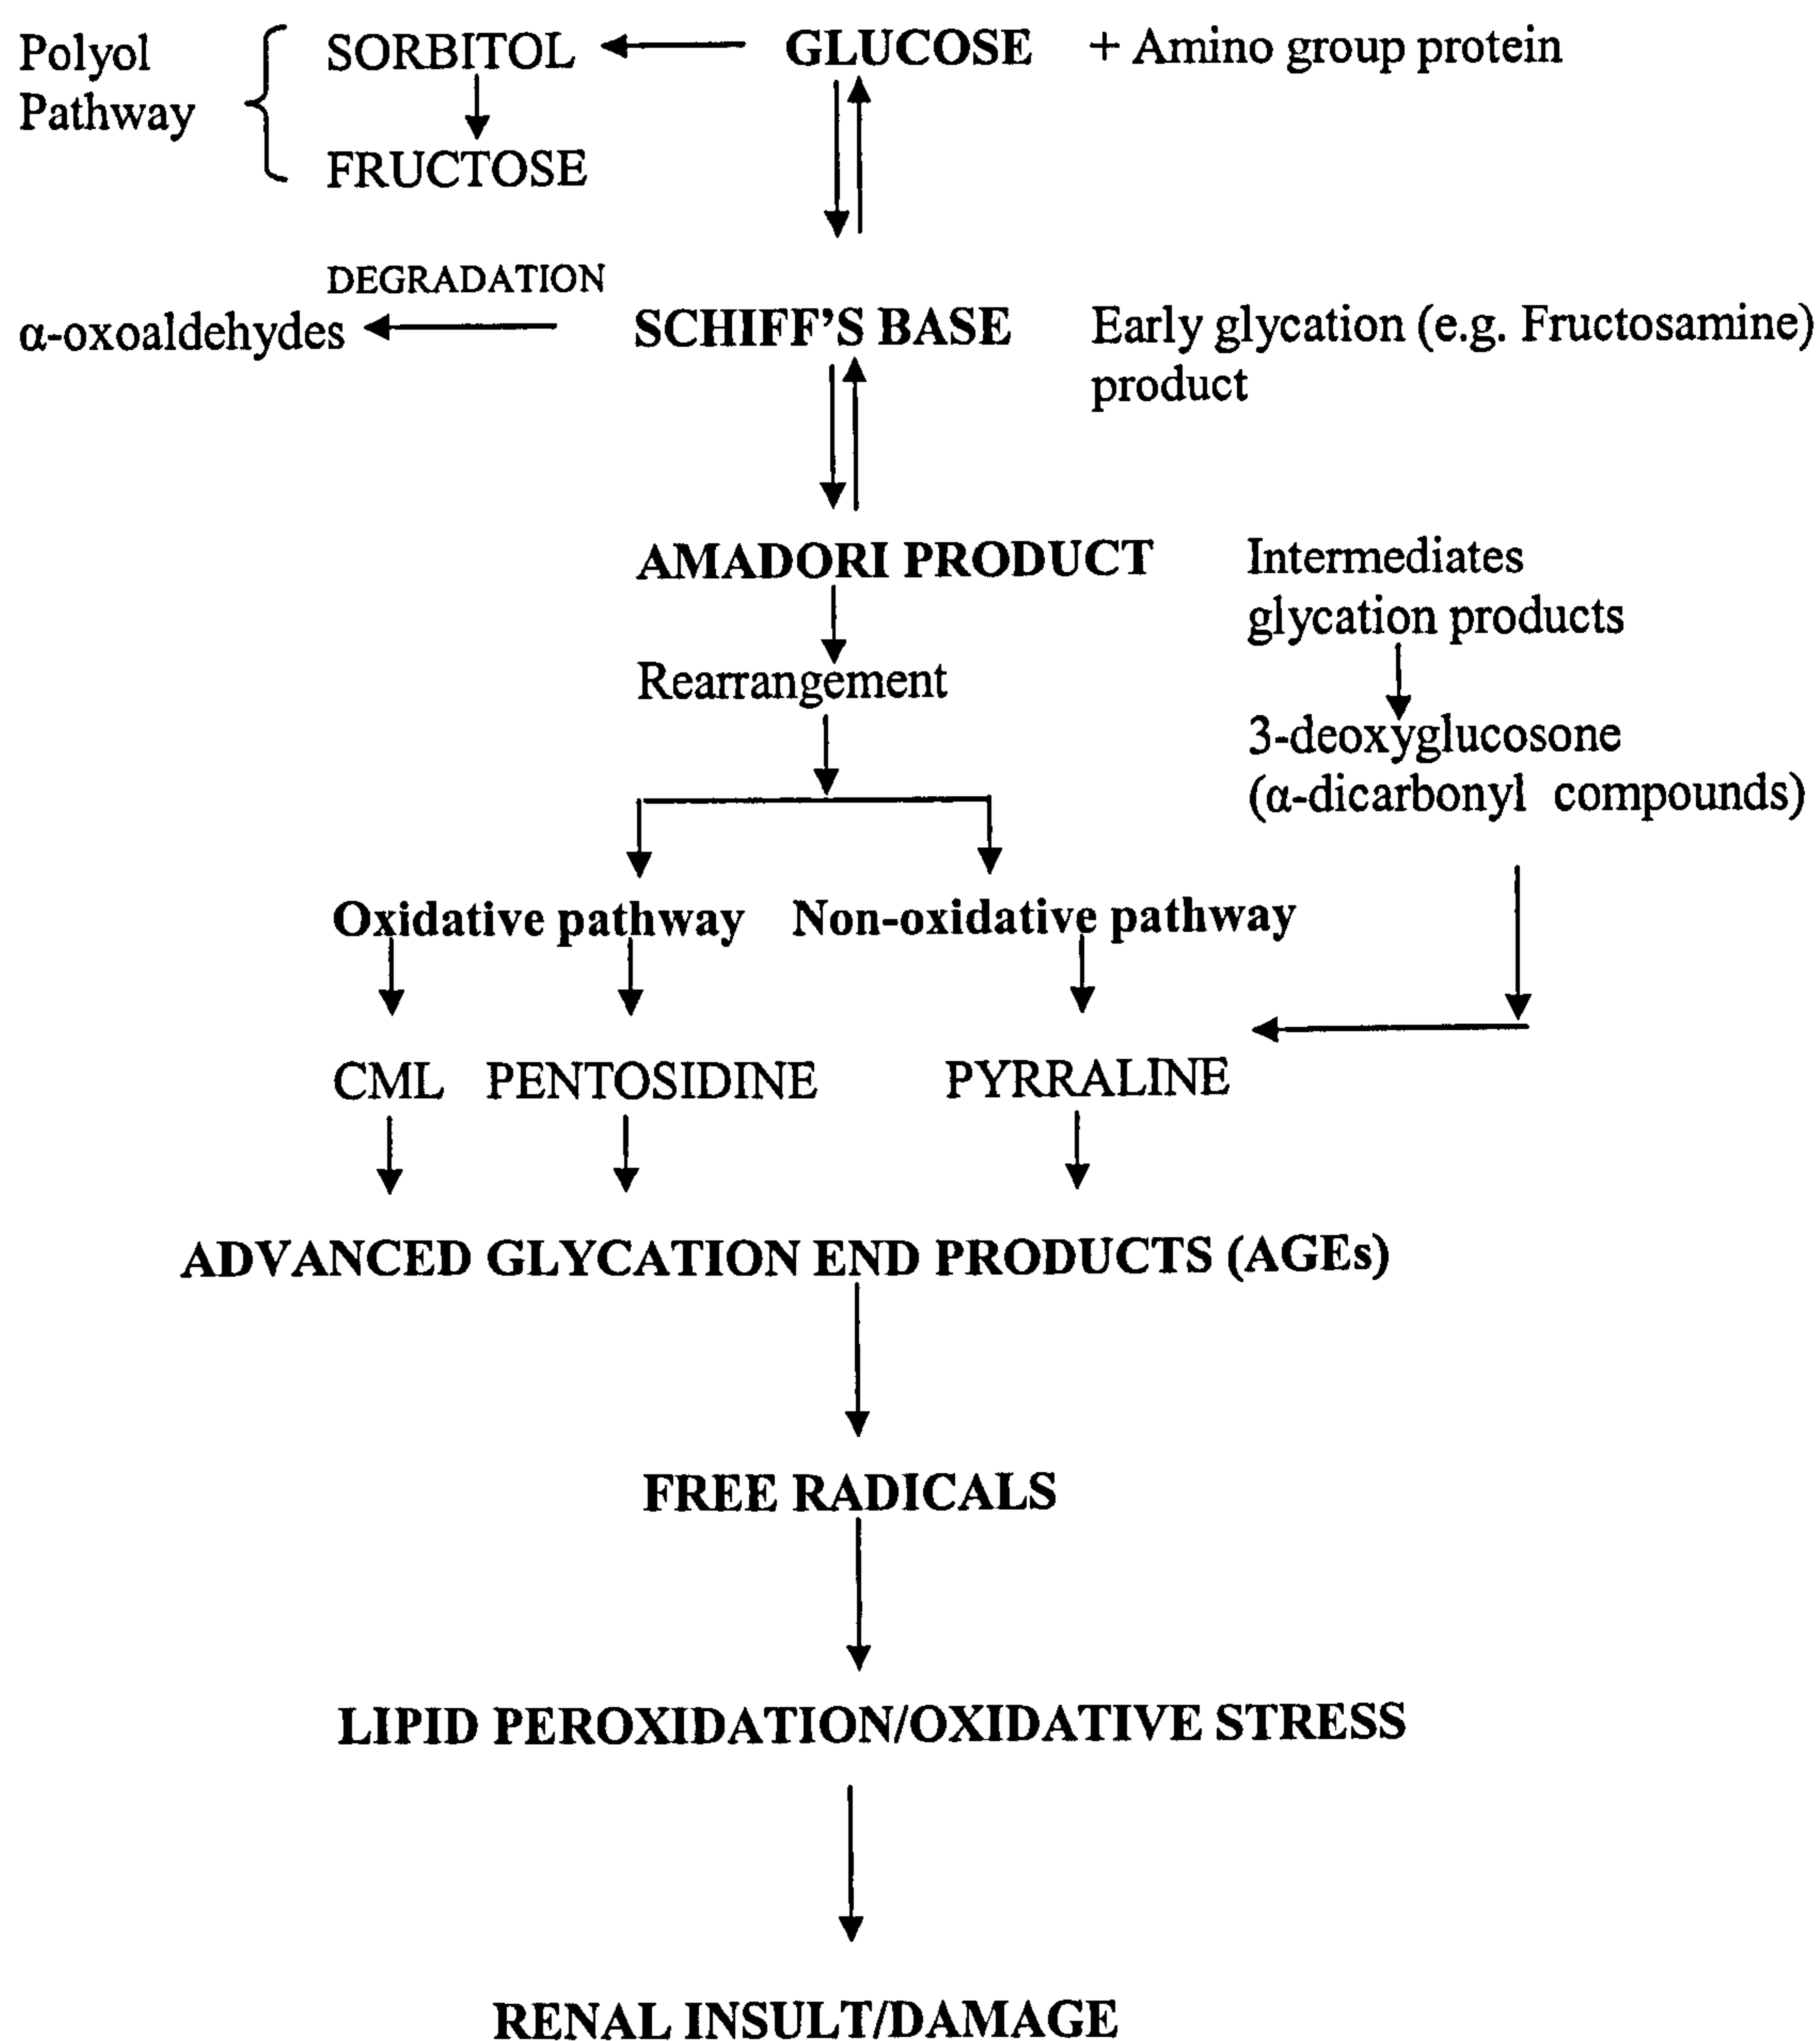 Polyol
Pathway
SORBITOL
FRUCTOSE
GLUCOSE + Amino group protein
DEGRADATION
α-oxoaldehydes
SCHIFF'S BASE
Early glycation (e.g. Fructosamine)
product
AMADORI PRODUCT
Intermediates
glycation products
Rearrangement
3-deoxyglucosone
(α-dicarbonyl compounds)
Oxidative pathway
Non-oxidative pathway
CML
PENTOSIDINE
PYRRALINE
ADVANCED GLYCATION END PRODUCTS (AGEs)
FREE RADICALS
LIPID PEROXIDATION/OXIDATIVE STRESS
RENAL INSULT/DAMAGE